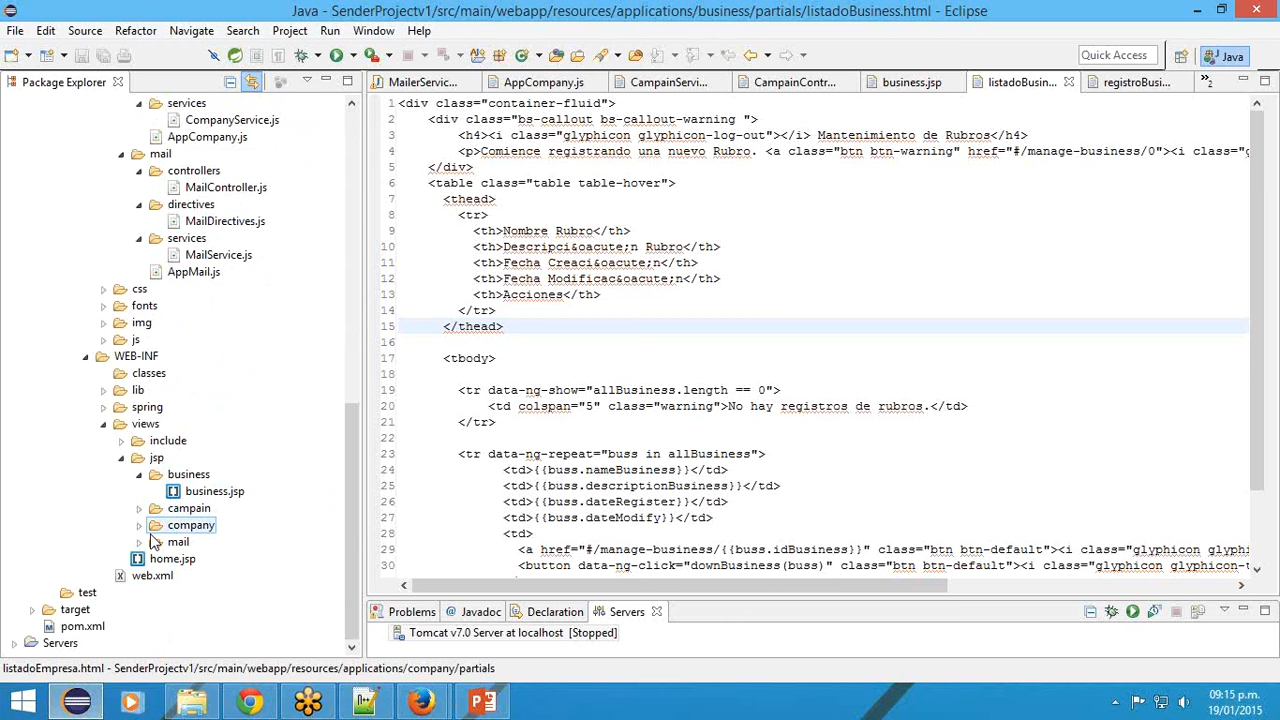 Java - SenderProjectv1/src/main/webapp/resources/applications/business/partials/listadoBusiness.html - Eclipse
File Edit Source Refactor Navigate Search Project Run Window Help
Quick Access
Java
Package Explorer
MailerServic... AppCompany.js CampainServi... CampainContr... business.jsp listadoBusin... registroBusi... »2
services
CompanyService.js
AppCompany.js
mail
controllers
MailController.js
directives
MailDirectives.js
services
MailService.js
AppMail.js
css
fonts
img
js
WEB-INF
classes
lib
spring
views
include
jsp
business
business.jsp
campain
company
mail
home.jsp
web.xml
test
target
pom.xml
Servers
1 <div class="container-fluid">
2 <div class="bs-callout bs-callout-warning ">
3 <h4><i class="glyphicon glyphicon-log-out"></i> Mantenimiento de Rubros</h4>
4 <p>Comience registrando una nuevo Rubro. <a class="btn btn-warning" href="#/manage-business/0"><i class="g
5 </div>
6 <table class="table table-hover">
7 <thead>
8 <tr>
9 <th>Nombre Rubro</th>
10 <th>Descripci&oacute;n Rubro</th>
11 <th>Fecha Creaci&oacute;n</th>
12 <th>Fecha Modificac&oacute;n</th>
13 <th>Acciones</th>
14 </tr>
15 </thead>
16
17 <tbody>
18
19 <tr data-ng-show="allBusiness.length == 0">
20 <td colspan="5" class="warning">No hay registros de rubros.</td>
21 </tr>
22
23 <tr data-ng-repeat="buss in allBusiness">
24 <td>{{buss.nameBusiness}}</td>
25 <td>{{buss.descriptionBusiness}}</td>
26 <td>{{buss.dateRegister}}</td>
27 <td>{{buss.dateModify}}</td>
28 <td>
29 <a href="#/manage-business/{{buss.idBusiness}}" class="btn btn-default"><i class="glyphicon glyphi
30 <button data-ng-click="downBusiness(buss)" class="btn btn-default"><i class="glyphicon glyphicon-t
Problems Javadoc Declaration Servers
Tomcat v7.0 Server at localhost [Stopped]
listadoEmpresa.html - SenderProjectv1/src/main/webapp/resources/applications/company/partials
09:15 p.m.
19/01/2015